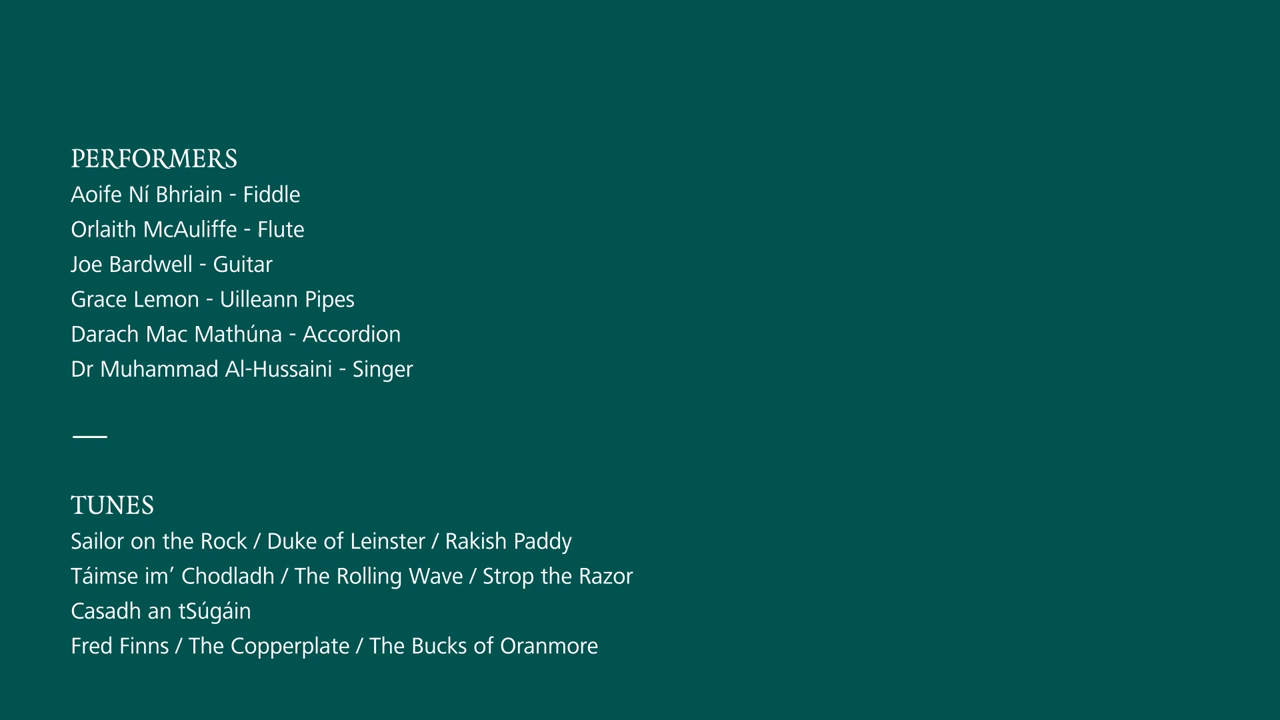 PERFORMERS
Aoife Ní Bhriain - Fiddle
Orlaith McAuliffe - Flute
Joe Bardwell - Guitar
Grace Lemon - Uilleann Pipes
Darach Mac Mathúna - Accordion
Dr Muhammad Al-Hussaini - Singer
TUNES
Sailor on the Rock / Duke of Leinster / Rakish Paddy
Táimse im’ Chodladh / The Rolling Wave / Strop the Razor
Casadh an tSúgáin
Fred Finns / The Copperplate / The Bucks of Oranmore